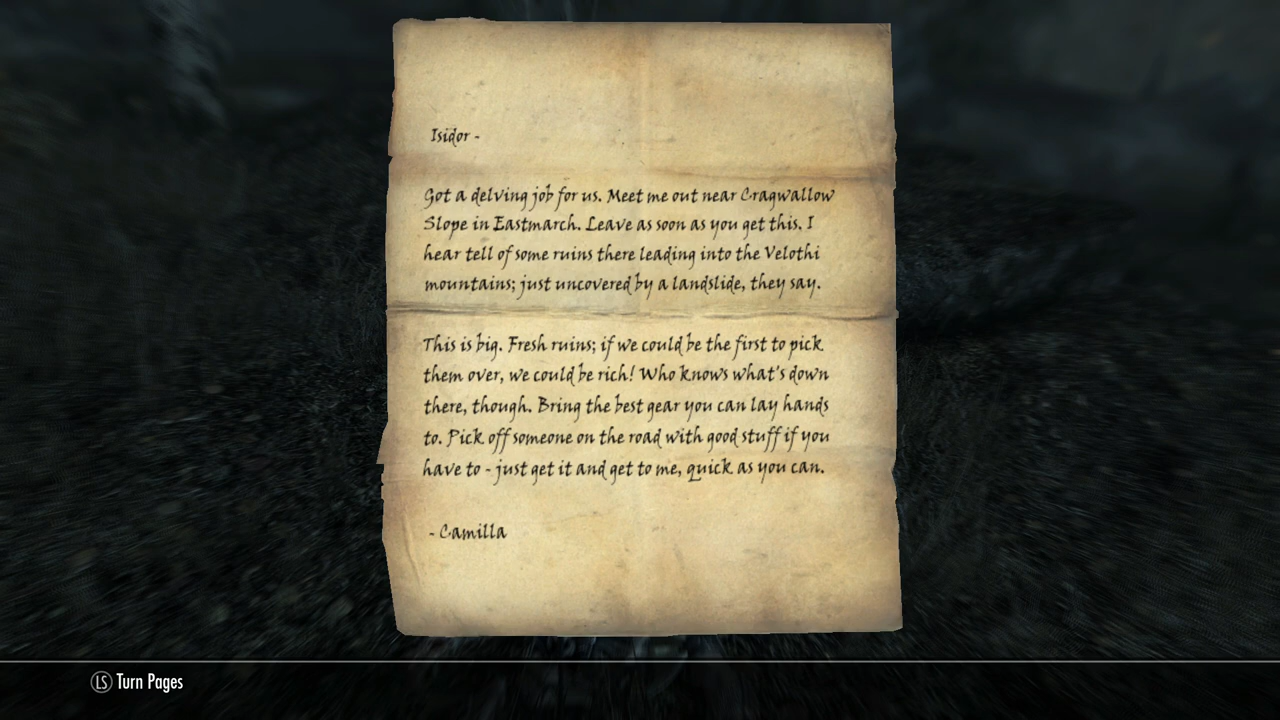 Isidor -
Got a delving job for us. Meet me out near Cragwallow
Slope in Eastmarch. Leave as soon as you get this. I
hear tell of some ruins there leading into the Velothi
mountains; just uncovered by a landslide, they say.
This is big. Fresh ruins; if we could be the first to pick
them over, we could be rich! Who knows what's down
there, though. Bring the best gear you can lay hands
to. Pick off someone on the road with good stuff if you
have to - just get it and get to me, quick as you can.
- Camilla
LS Turn Pages